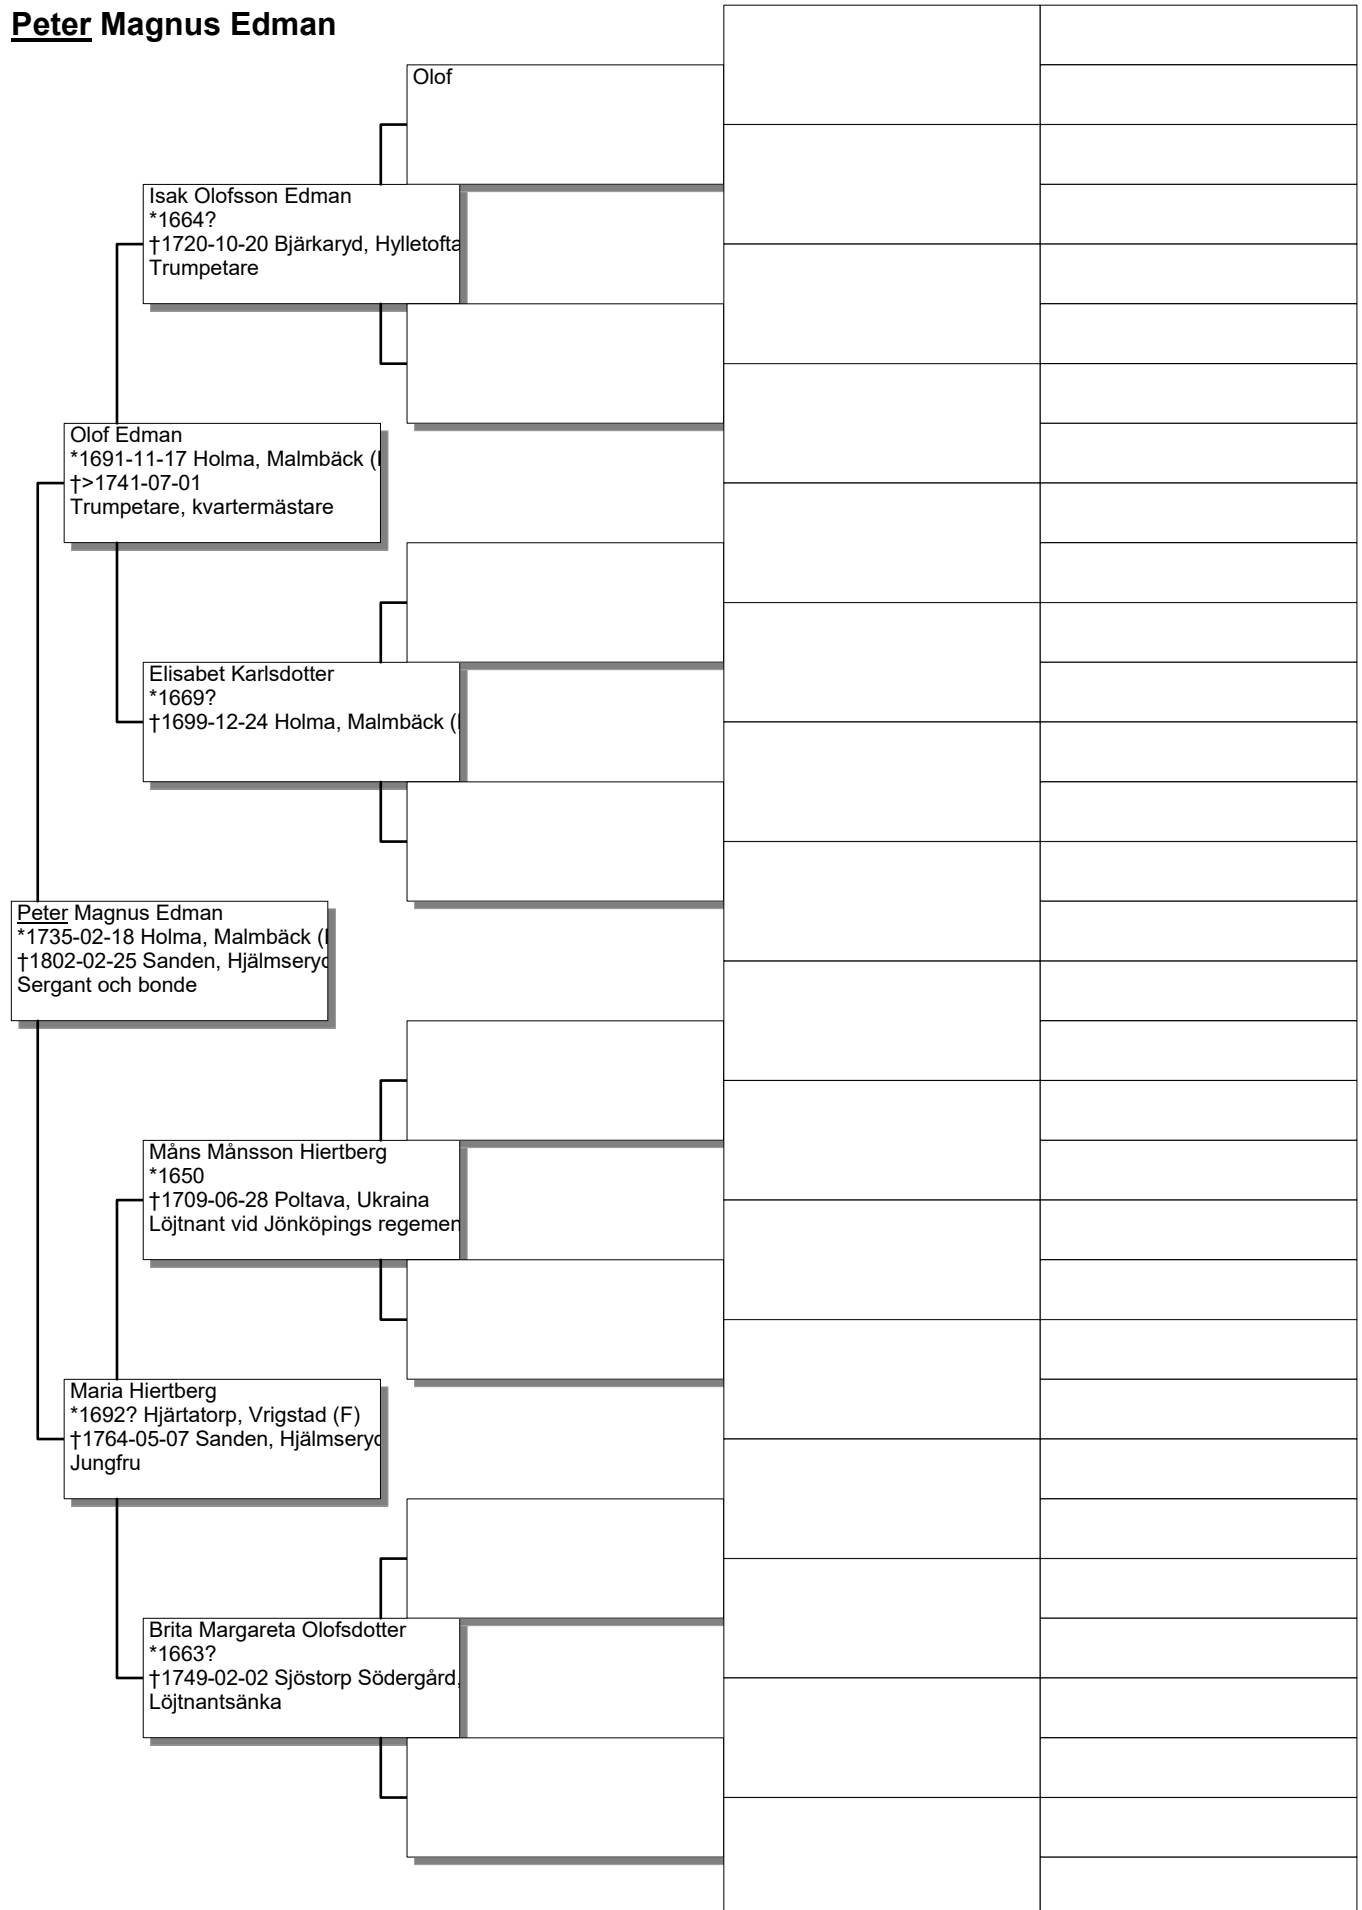 Peter Magnus Edman
Olof
Isak Olofsson Edman
*1664?
†1720-10-20 Bjärkaryd, Hylletofta
Trumpetare
Olof Edman
*1691-11-17 Holma, Malmbäck (
†>1741-07-01
Trumpetare, kvartermästare
Elisabet Karlsdotter
*1669?
†1699-12-24 Holma, Malmbäck (
Peter Magnus Edman
*1735-02-18 Holma, Malmbäck (
†1802-02-25 Sanden, Hjälmseryd
Sergant och bonde
Måns Månsson Hiertberg
*1650
†1709-06-28 Poltava, Ukraina
Löjtnant vid Jönköpings regemen
Maria Hiertberg
*1692? Hjärtatorp, Vrigstad (F)
†1764-05-07 Sanden, Hjälmseryd
Jungfru
Brita Margareta Olofsdotter
*1663?
†1749-02-02 Sjöstorp Södergård,
Löjtnantsänka